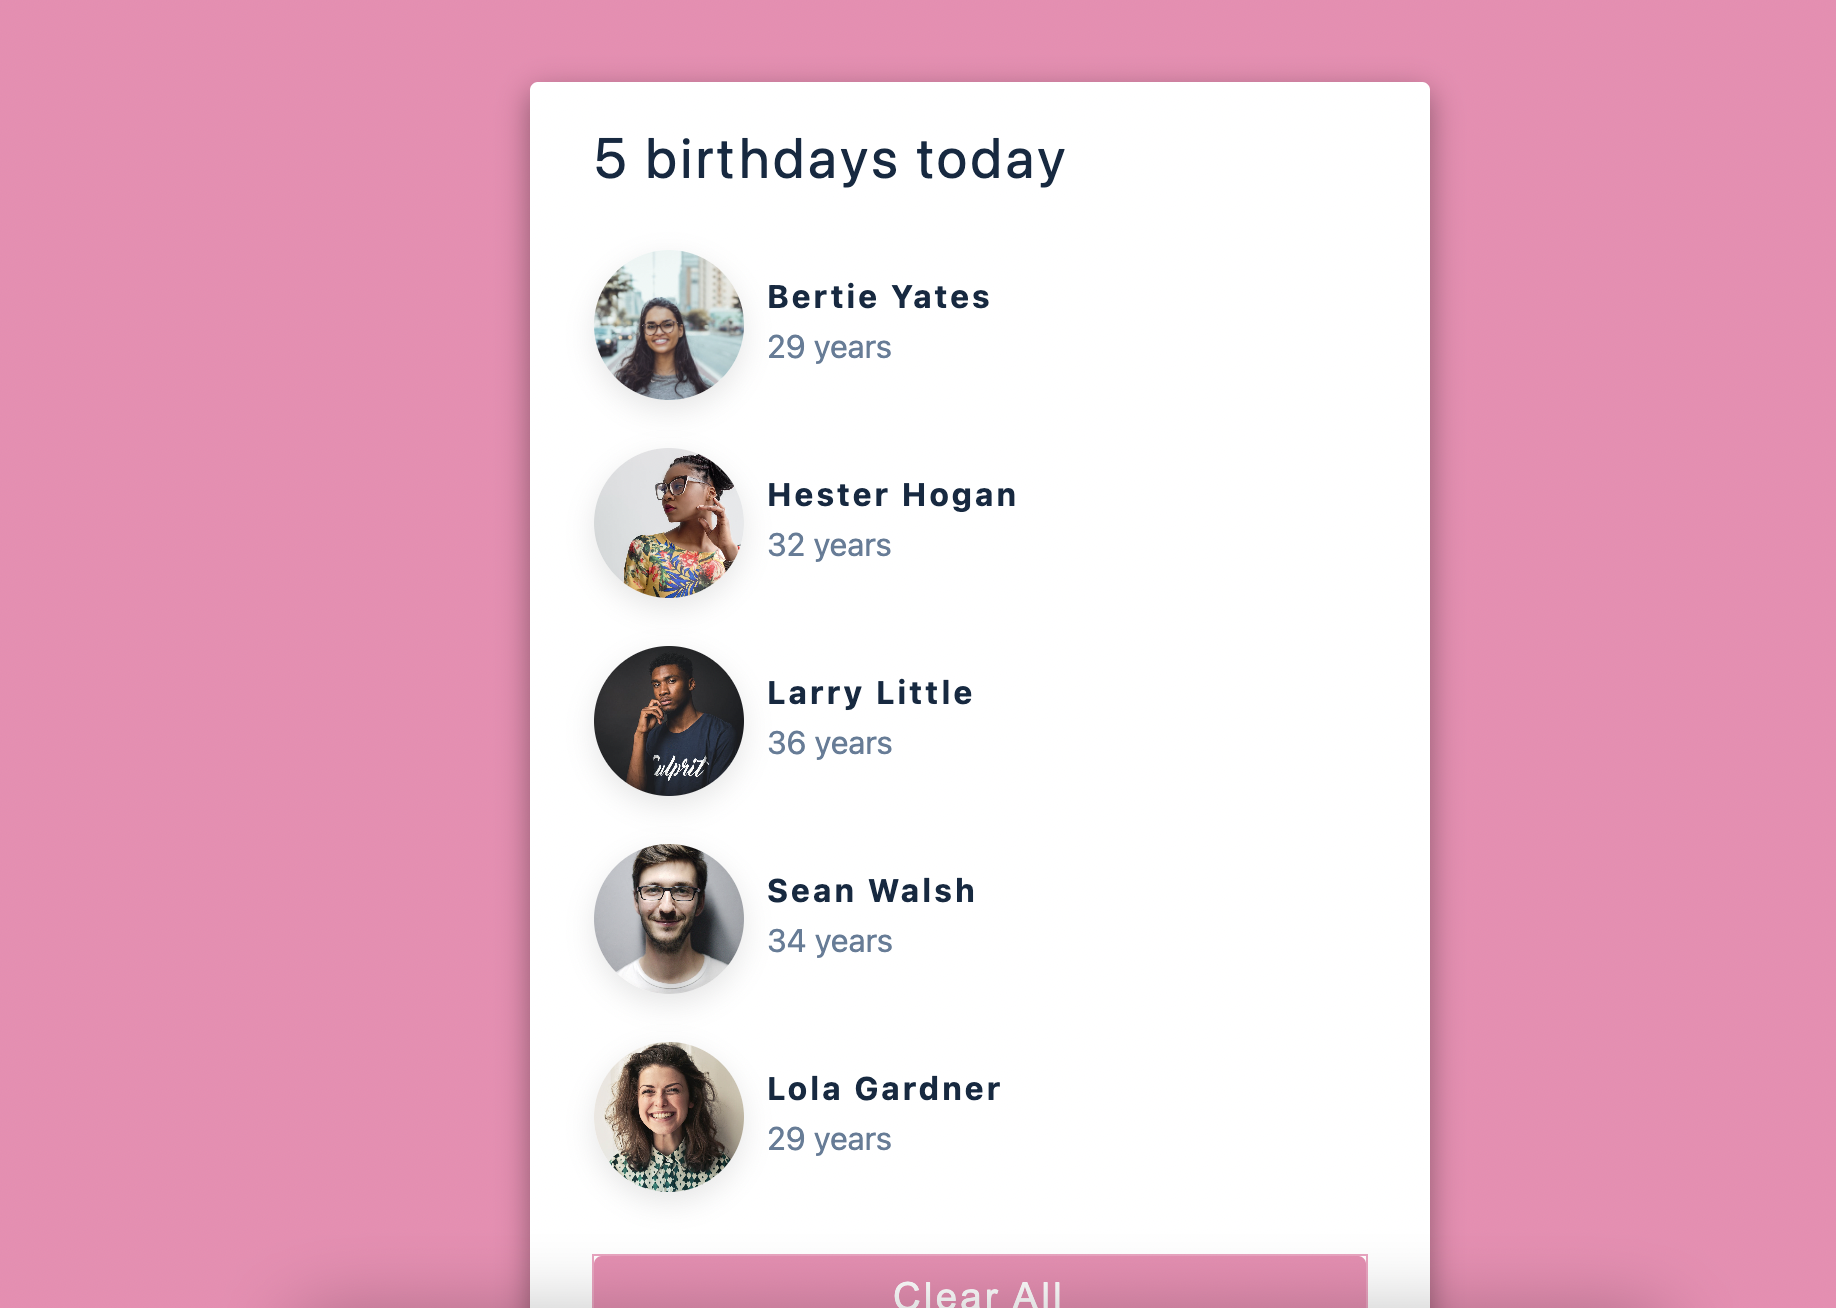 5 birthdays today
Bertie Yates
29 years
Hester Hogan
32 years
Larry Little
36 years
ulprit
Sean Walsh
34 years
Lola Gardner
29 years
Clear All